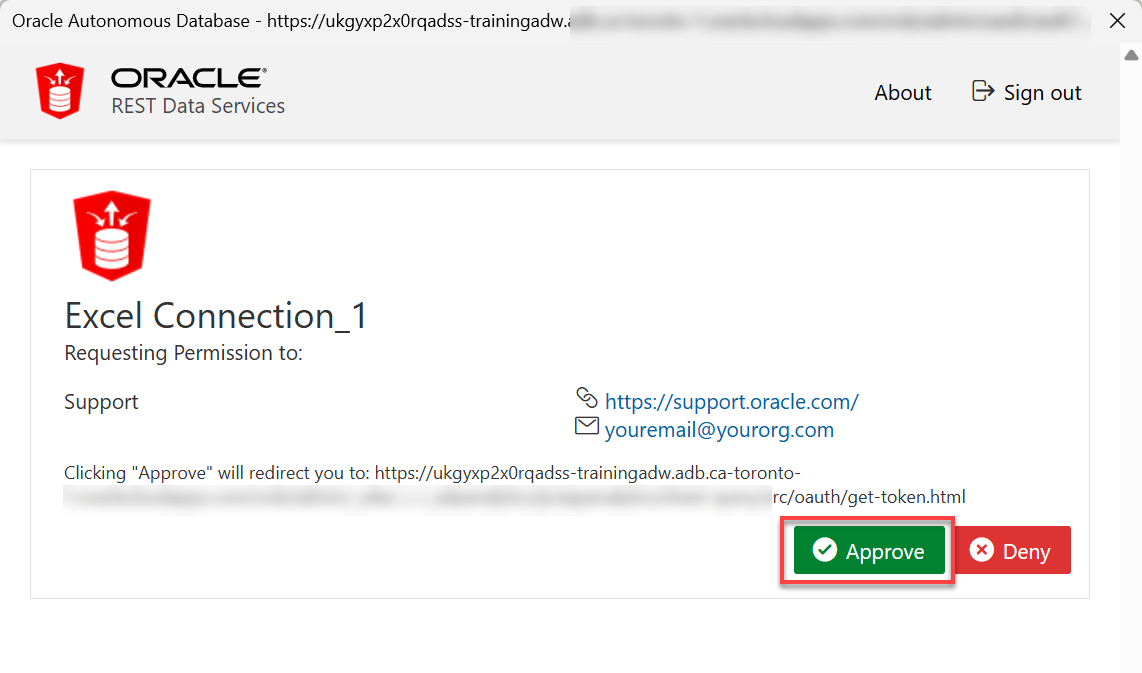 Oracle Autonomous Database - https://ukgyxp2x0rqadss-trainingadw.
ORACLE®
REST Data Services
About
Sign out
Excel Connection_1
Requesting Permission to:
Support
https://support.oracle.com/
youremail@yourorg.com
Clicking "Approve" will redirect you to: https://ukgyxp2x0rqadss-trainingadw.adb.ca-toronto-
rc/oauth/get-token.html
Approve
Deny